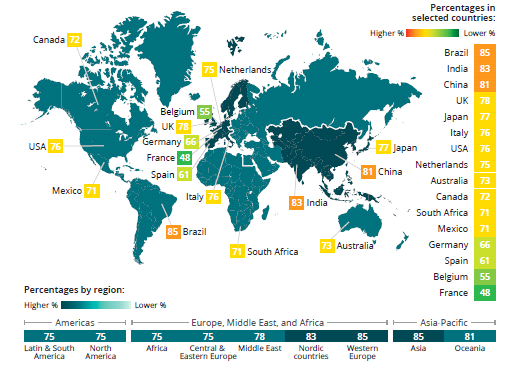 Percentages in
selected countries:
Higher % Lower %
Canada 72
75 Netherlands
Belgium 55
UK 78
Germany 66
France 48
Spain 61
USA 76
77 Japan
81 China
Mexico 71
Italy 76
83 India
85 Brazil
71 South Africa
73 Australia
Brazil 85
India 83
China 81
UK 78
Japan 77
Italy 76
USA 76
Netherlands 75
Australia 73
Canada 72
South Africa 71
Mexico 71
Germany 66
Spain 61
Belgium 55
France 48
Percentages by region:
Higher % Lower %
Americas
Europe, Middle East, and Africa
Asia Pacific
75 75 75 75 78 83 85 85 81
Latin & South
America
North
America
Africa
Central &
Eastern Europe
Middle East
Nordic
countries
Western
Europe
Asia
Oceania